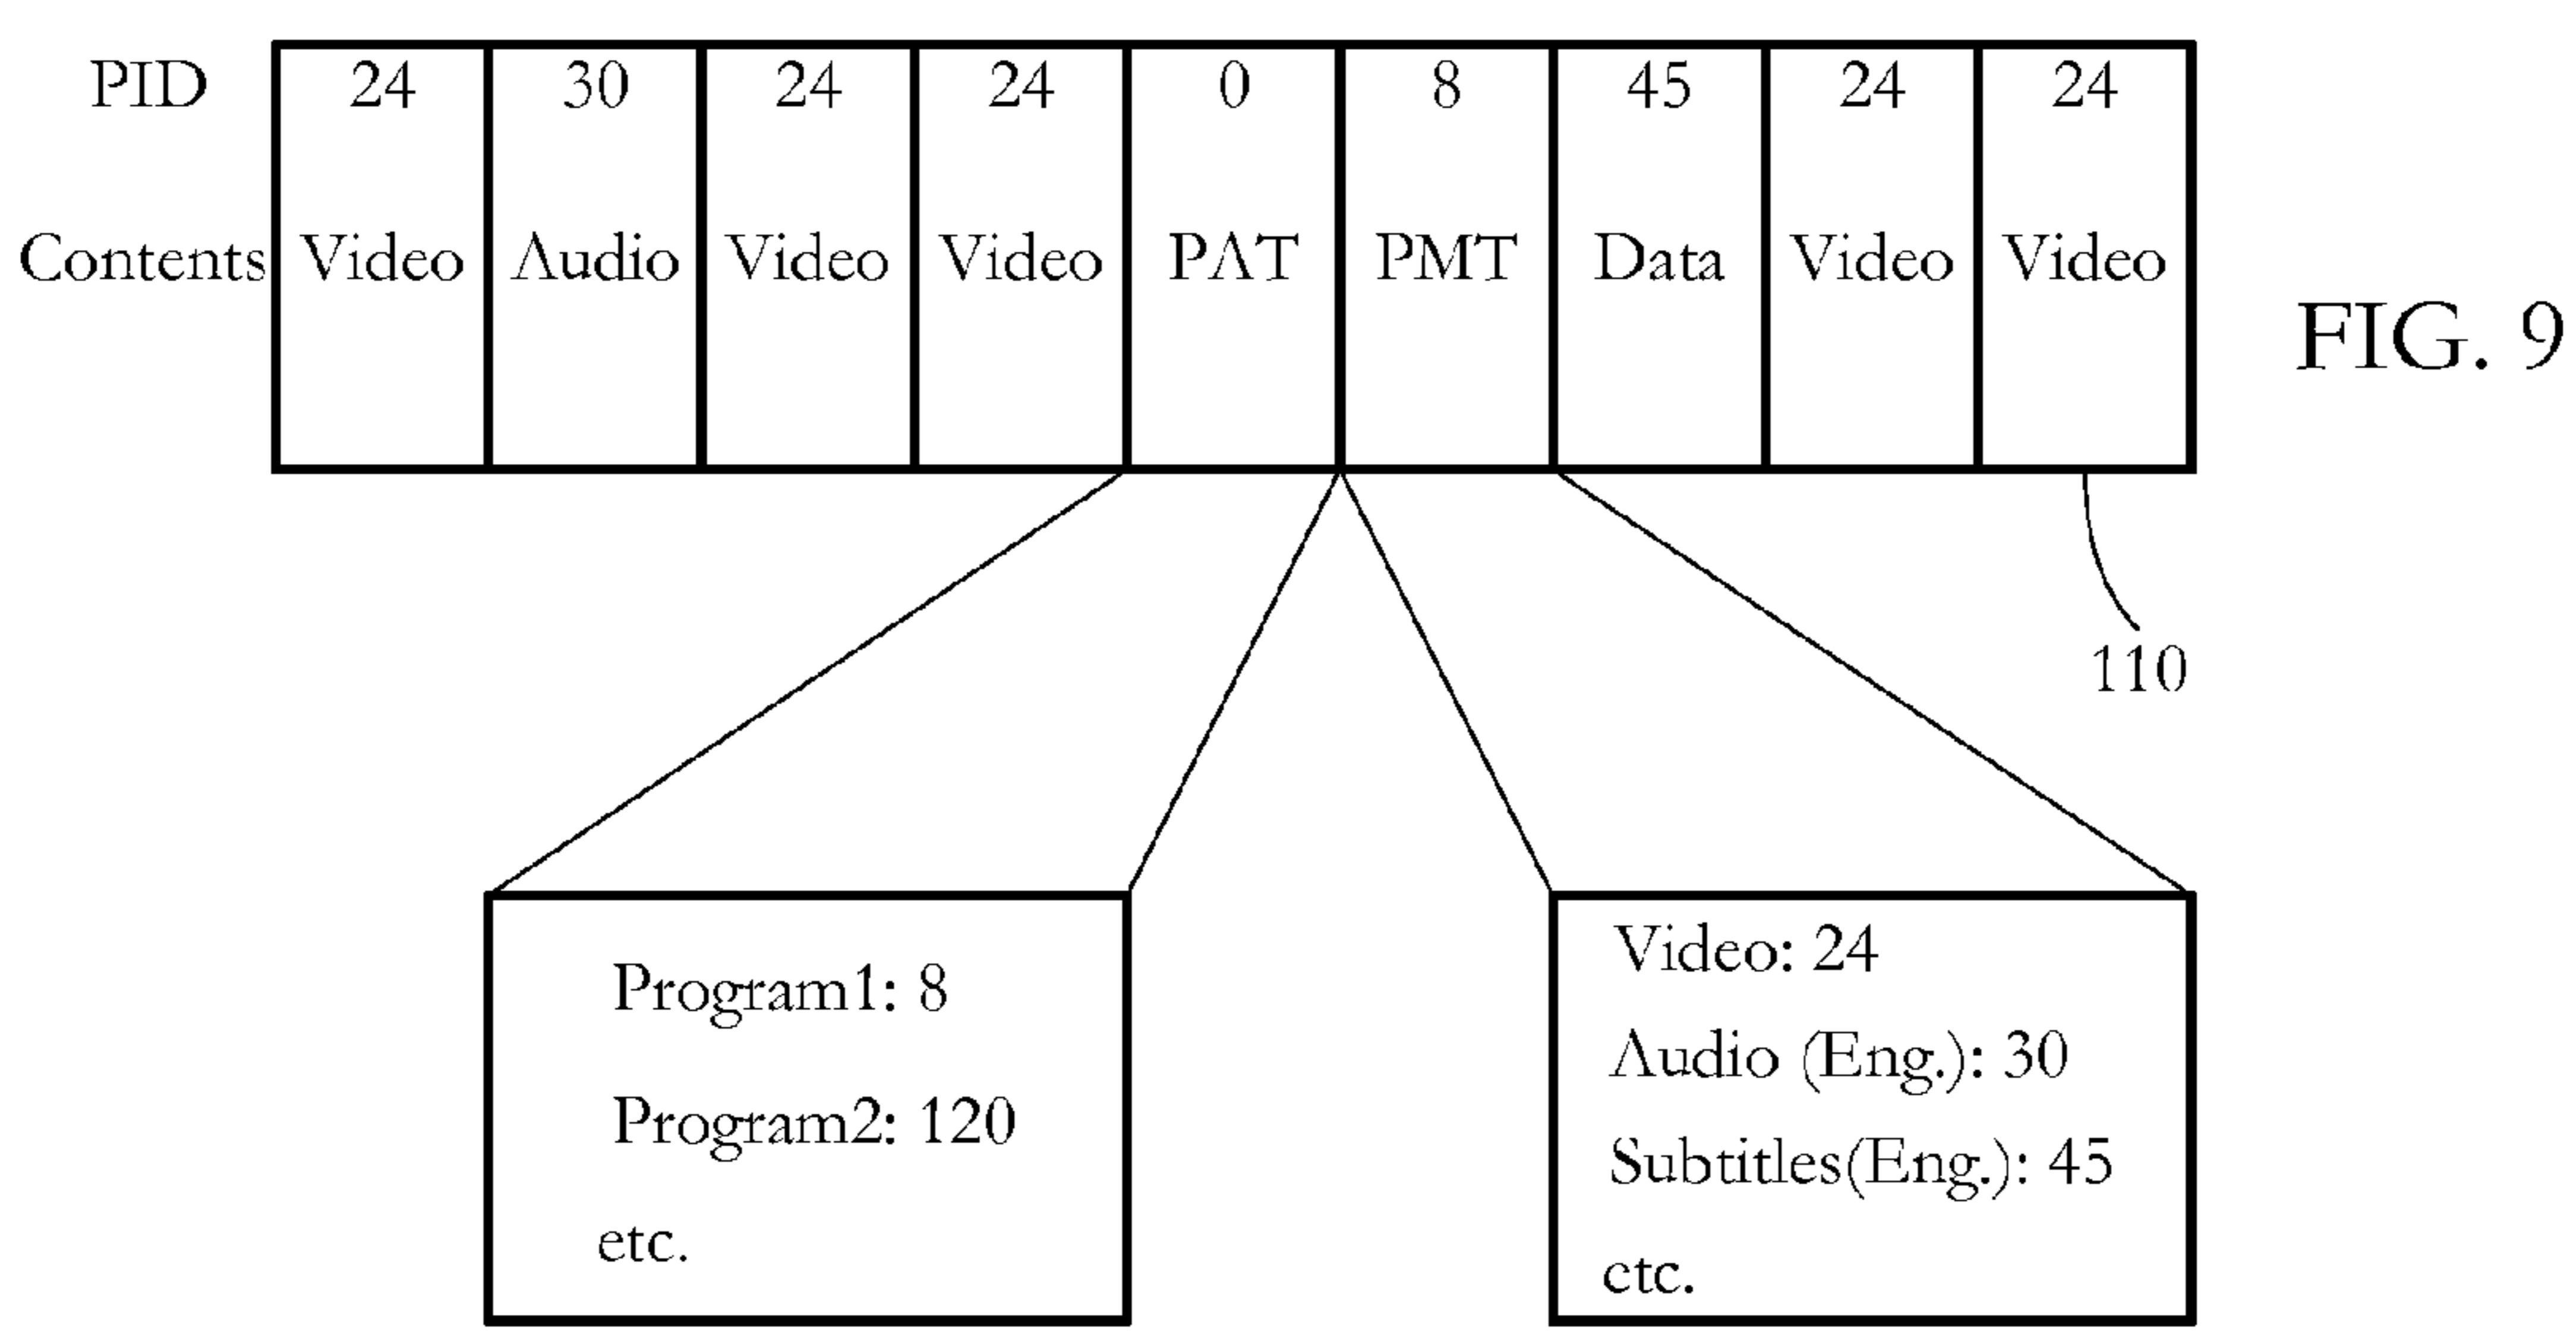 PID 24 30 24 24 0 8 45 24 24
Contents Video Audio Video Video PAT PMT Data Video Video
FIG. 9
110
Program1: 8
Program2: 120
etc.
Video: 24
Audio (Eng.): 30
Subtitles(Eng.): 45
etc.